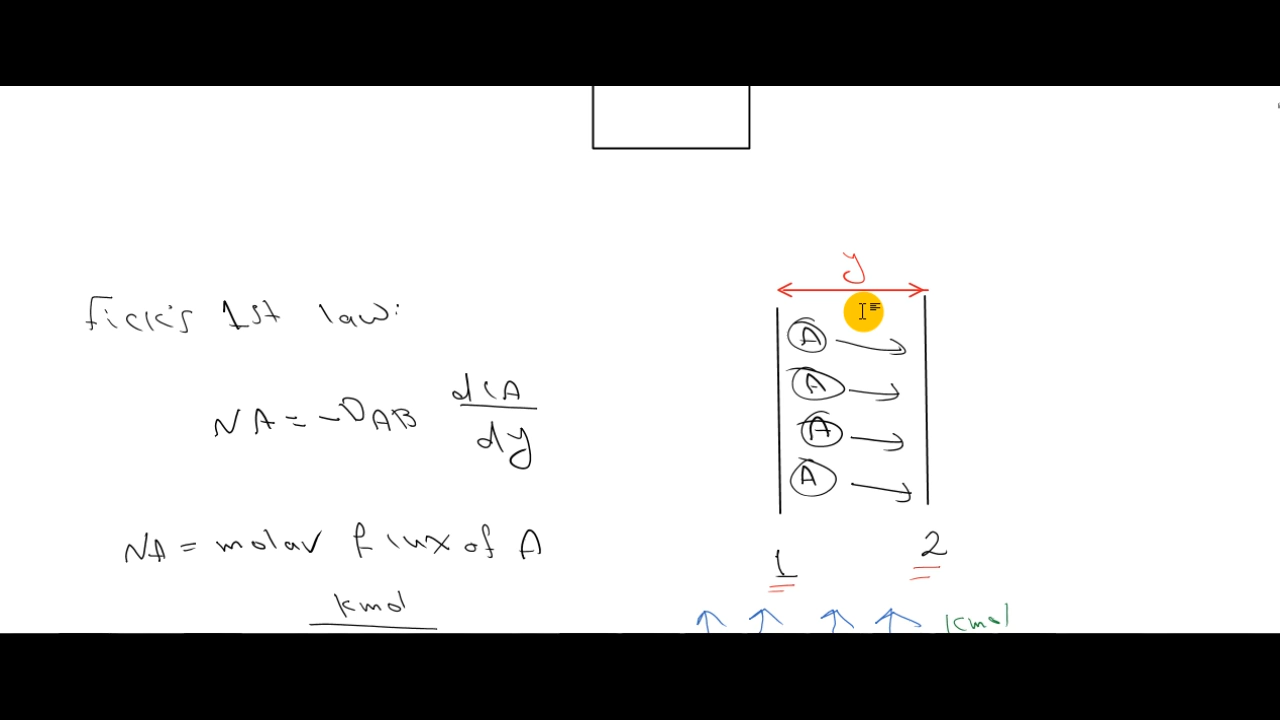 Fick's 1st law:
NA = -DAB dCA
dy
NA = molar flux of A
kmol
y
A
A
A
A
1
2
kmol